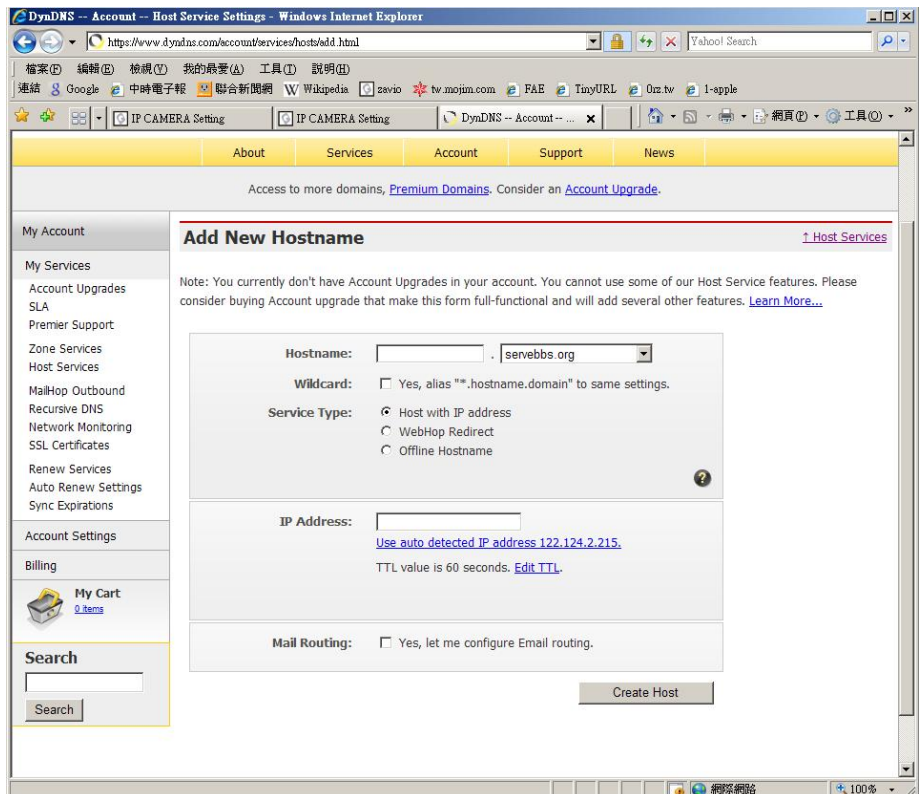 DynDNS -- Account -- Host Service Settings - Windows Internet Explorer
https://www.dyndns.com/account/services/hosts/add.html
Yahoo! Search
檔案(F) 編輯(E) 檢視(V) 我的最愛(A) 工具(T) 說明(H)
連結 Google 中時電子報 聯合新聞網 Wikipedia zavio tw.mojim.com FAE TinyURL 0rz.tw 1-apple
IP CAMERA Setting IP CAMERA Setting DynDNS -- Account -- ... 網頁(P) 工具(O) »
About Services Account Support News
Access to more domains, Premium Domains. Consider an Account Upgrade.
My Account
My Services
Account Upgrades
SLA
Premier Support
Zone Services
Host Services
MailHop Outbound
Recursive DNS
Network Monitoring
SSL Certificates
Renew Services
Auto Renew Settings
Sync Expirations
Account Settings
Billing
My Cart
0 items
Search
Search
Add New Hostname
↑ Host Services
Note: You currently don't have Account Upgrades in your account. You cannot use some of our Host Service features. Please
consider buying Account upgrade that make this form full-functional and will add several other features. Learn More...
Hostname: . servebbs.org
Wildcard: Yes, alias "*.hostname.domain" to same settings.
Service Type: Host with IP address
WebHop Redirect
Offline Hostname
?
IP Address:
Use auto detected IP address 122.124.2.215.
TTL value is 60 seconds. Edit TTL.
Mail Routing: Yes, let me configure Email routing.
Create Host
網際網路 100%